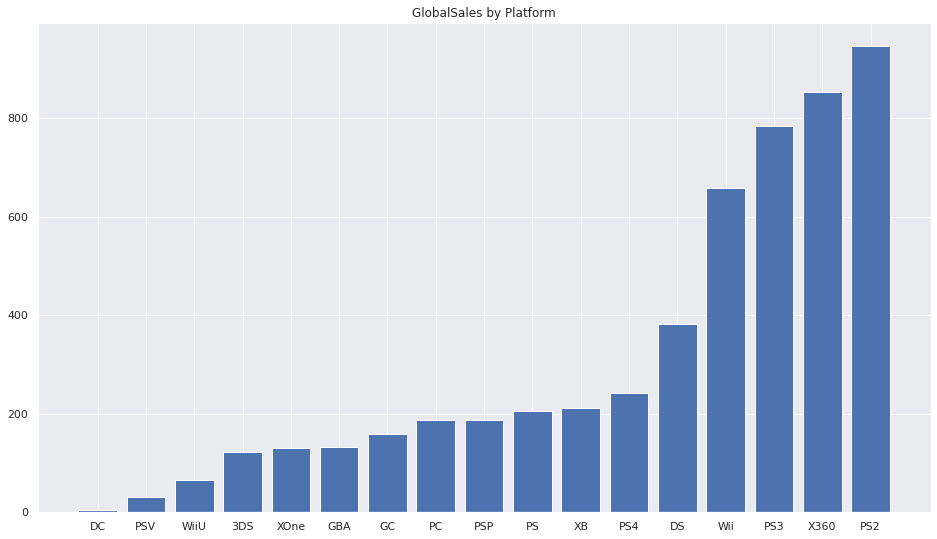 GlobalSales by Platform
800
600
400
200
0
DC PSV WiiU 3DS XOne GBA GC PC PSP PS XB PS4 DS Wii PS3 X360 PS2